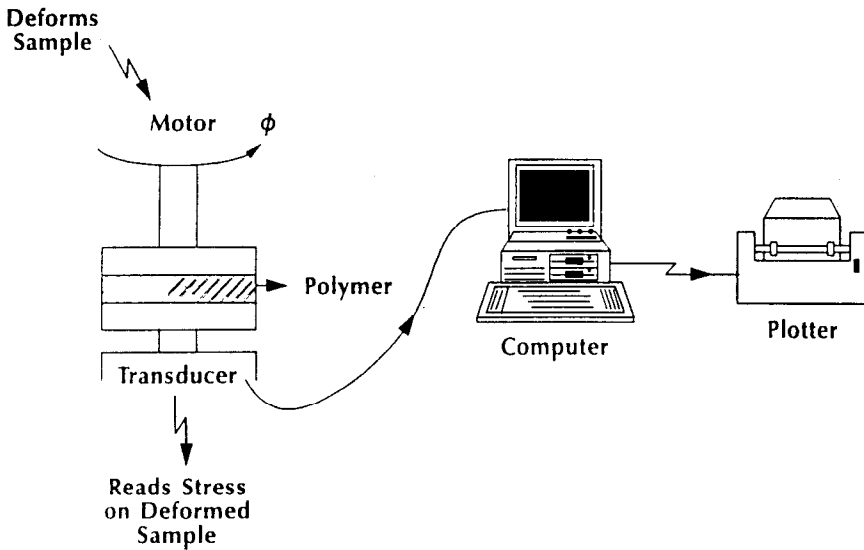 Deforms
Sample
Motor
ϕ
Polymer
Transducer
Computer
Plotter
Reads Stress
on Deformed
Sample